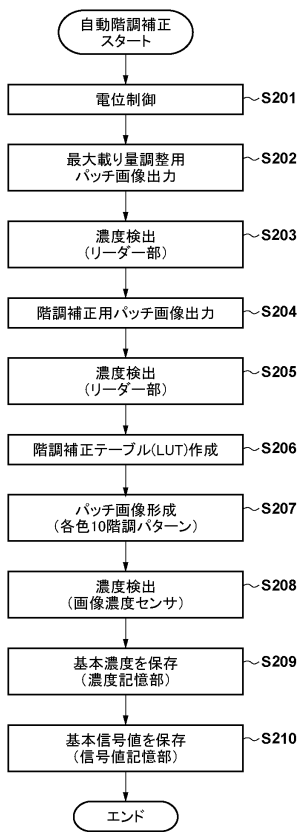 自動階調補正
スタート
電位制御
S201
最大載り量調整用
パッチ画像出力
S202
濃度検出
(リーダー部)
S203
階調補正用パッチ画像出力
S204
濃度検出
(リーダー部)
S205
階調補正テーブル(LUT)作成
S206
パッチ画像形成
(各色10階調パターン)
S207
濃度検出
(画像濃度センサ)
S208
基本濃度を保存
(濃度記憶部)
S209
基本信号値を保存
(信号値記憶部)
S210
エンド